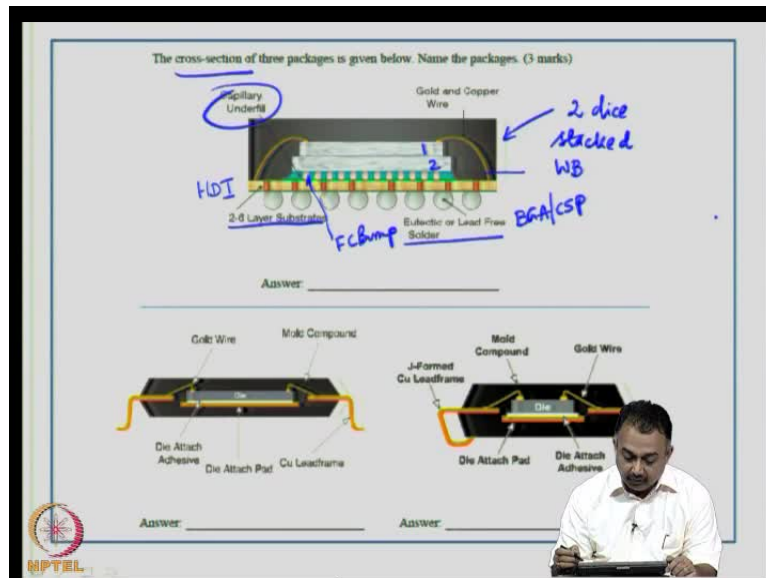 The cross-section of three packages is given below. Name the packages. (3 marks)
Capillary
Underfill
Gold and Copper
Wire
2 dice
stacked
WB
1
2
HDI
2-6 Layer Substrates
FCBump
Eutectic or Lead Free
Solder
BGA/CSP
Answer:
Gold Wire
Mold Compound
Die
Die Attach
Adhesive
Die Attach Pad
Cu Leadframe
Answer:
Mold
Compound
Gold Wire
J-Formed
Cu Leadframe
Die
Die Attach Pad
Die Attach
Adhesive
Answer:
NPTEL